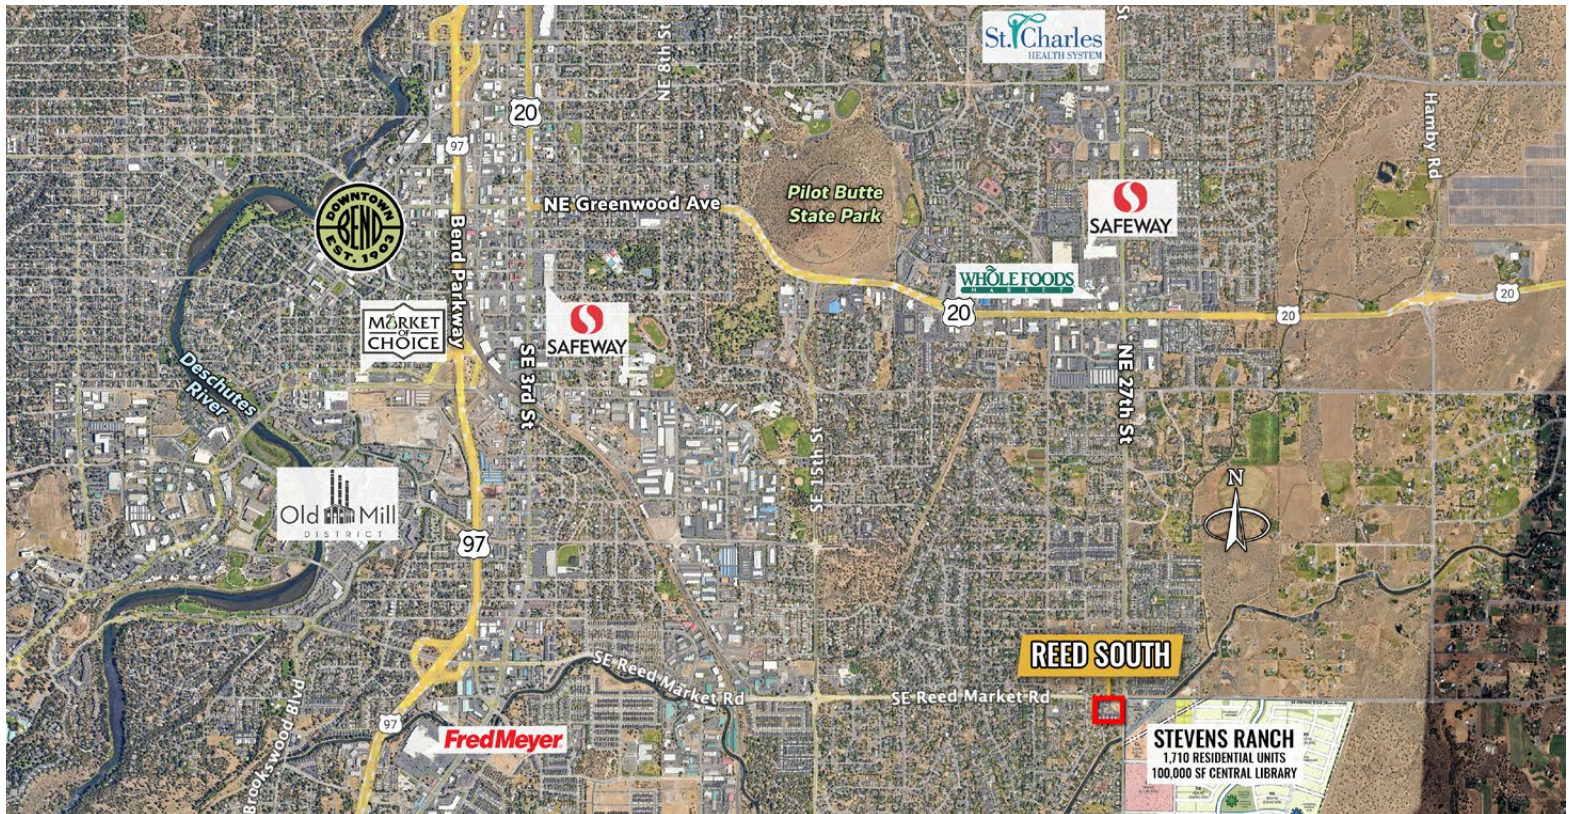 St. Charles
HEALTH SYSTEM
St
NE 8th St
20
97
Hamby Rd
DOWNTOWN
BEND
EST. 1903
NE Greenwood Ave
Pilot Butte
State Park
SAFEWAY
Bend Parkway
WHOLE FOODS
MARKET
20
20
20
MARKET
OF
CHOICE
SAFEWAY
SE 3rd St
NE 27th St
Deschutes
River
SE 15th St
N
Old Mill
DISTRICT
97
REED SOUTH
SE Reed Market Rd
SE Reed Market Rd
Brookswood Blvd
97
Fred Meyer
STEVENS RANCH
1,710 RESIDENTIAL UNITS
100,000 SF CENTRAL LIBRARY